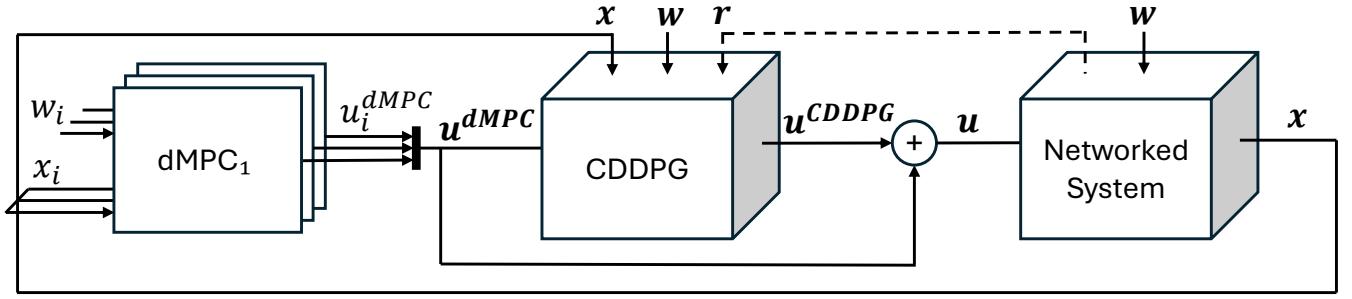 x w r w
w_i
x_i
dMPC₁
u_i^{dMPC}
u^{dMPC}
CDDPG
u^{CDDPG}
+
u
Networked
System
x